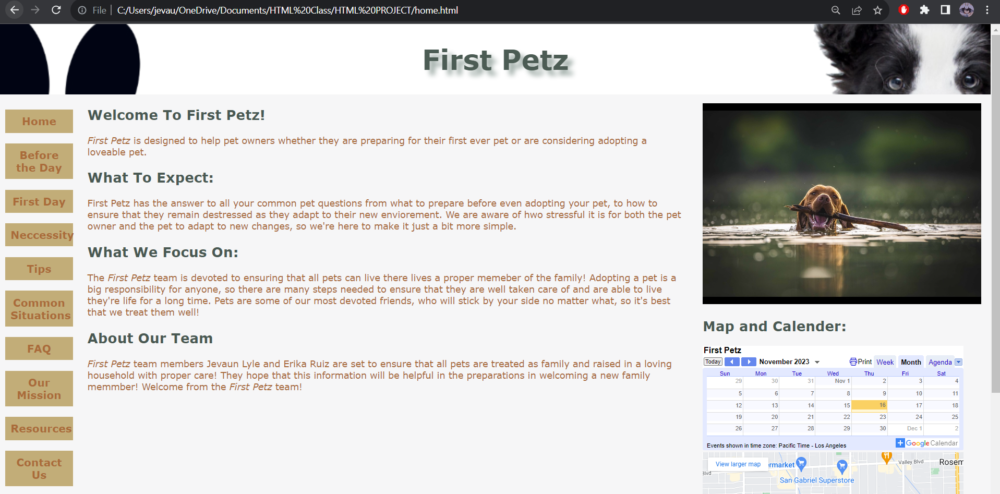 File
C:/Users/jevau/OneDrive/Documents/HTML%20Class/HTML%20PROJECT/home.html
First Petz
Home
Before
the Day
First Day
Neccessity
Tips
Common
Situations
FAQ
Our
Mission
Resources
Contact
Us
Welcome To First Petz!
First Petz is designed to help pet owners whether they are preparing for their first ever pet or are considering adopting a
loveable pet.
What To Expect:
First Petz has the answer to all your common pet questions from what to prepare before even adopting your pet, to how to
ensure that they remain destressed as they adapt to their new enviorement. We are aware of hwo stressful it is for both the pet
owner and the pet to adapt to new changes, so we're here to make it just a bit more simple.
What We Focus On:
The First Petz team is devoted to ensuring that all pets can live there lives a proper memeber of the family! Adopting a pet is a
big responsibility for anyone, so there are many steps needed to ensure that they are well taken care of and are able to live
they're life for a long time. Pets are some of our most devoted friends, who will stick by your side no matter what, so it's best
that we treat them well!
About Our Team
First Petz team members Jevaun Lyle and Erika Ruiz are set to ensure that all pets are treated as family and raised in a loving
household with proper care! They hope that this information will be helpful in the preparations in welcoming a new family
memmber! Welcome from the First Petz team!
Map and Calender:
First Petz
Today November 2023 Print Week Month Agenda
Sun Mon Tue Wed Thu Fri Sat
29 30 31 Nov 1 2 3 4
5 6 7 8 9 10 11
12 13 14 15 16 17 18
19 20 21 22 23 24 25
26 27 28 29 30 Dec 1 2
Events shown in time zone: Pacific Time - Los Angeles
Google Calendar
View larger map
ermarket
Valley Blvd
Rosem
Blvd
San Gabriel Superstore